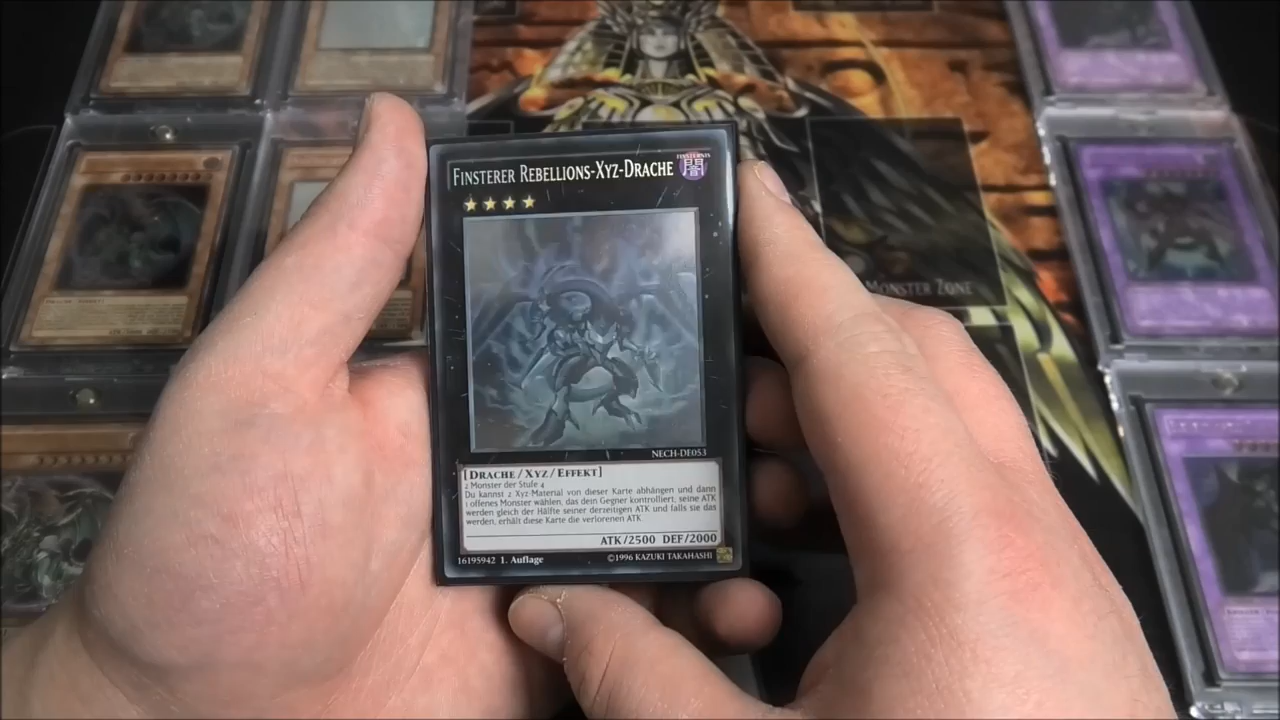 FINSTERER REBELLIONS-XYZ-DRACHE
FINSTERNIS
闇
NECH-DE053
[DRACHE/XYZ/EFFEKT]
2 Monster der Stufe 4
Du kannst 2 Xyz-Material von dieser Karte abhängen und dann
1 offenes Monster wählen, das dein Gegner kontrolliert; seine ATK
werden gleich der Hälfte seiner derzeitigen ATK und falls sie das
werden, erhält diese Karte die verlorenen ATK.
ATK/2500 DEF/2000
16195942 1. Auflage
©1996 KAZUKI TAKAHASHI
MONSTER ZONE